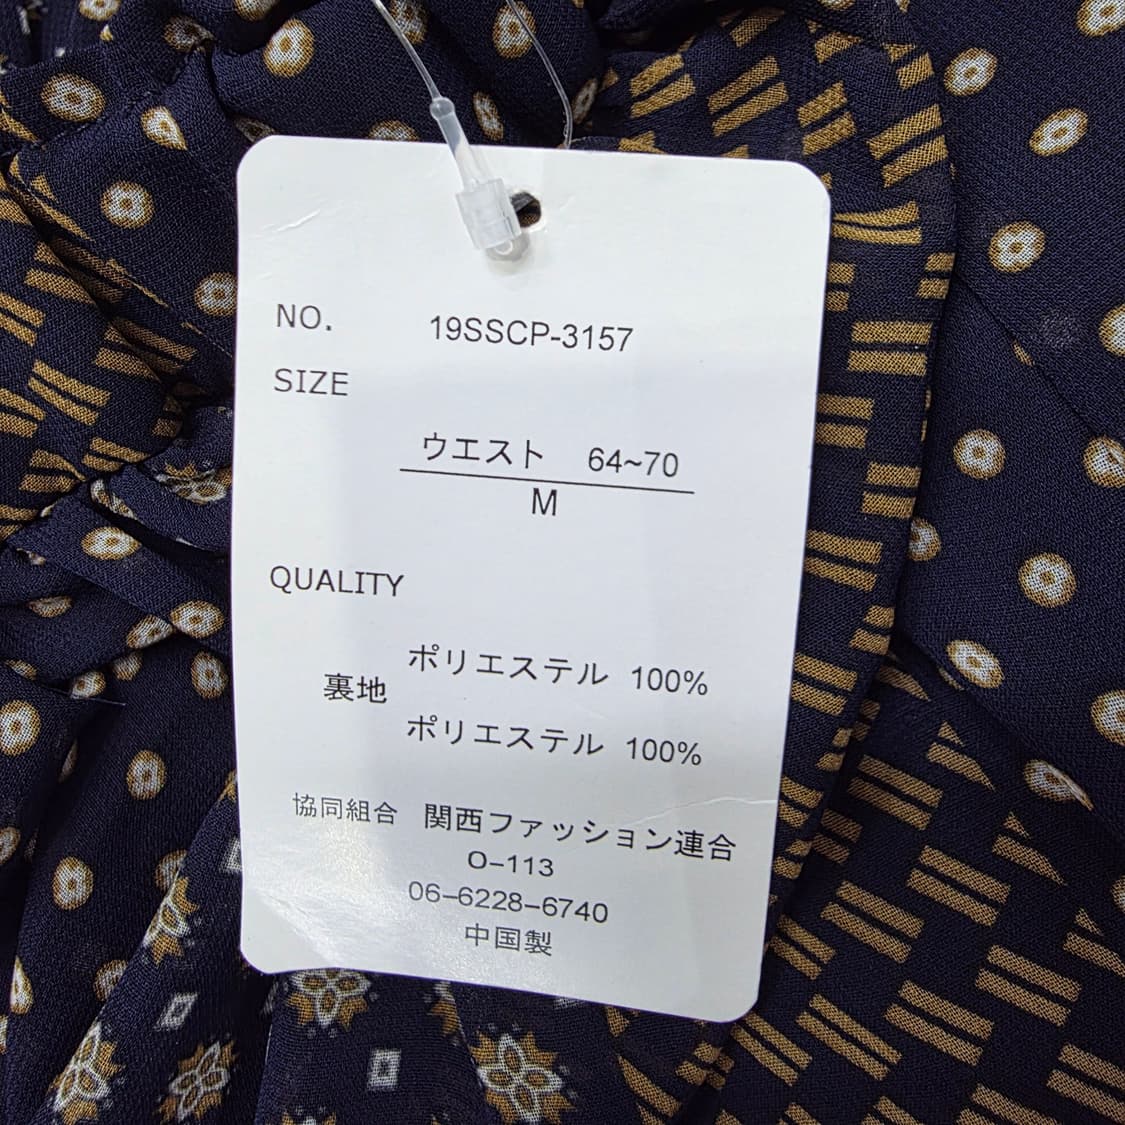 NO. 19SSCP-3157
SIZE
ウエスト 64~70
M
QUALITY
ポリエステル 100%
裏地
ポリエステル 100%
協同組合 関西ファッション連合
O-113
06-6228-6740
中国製